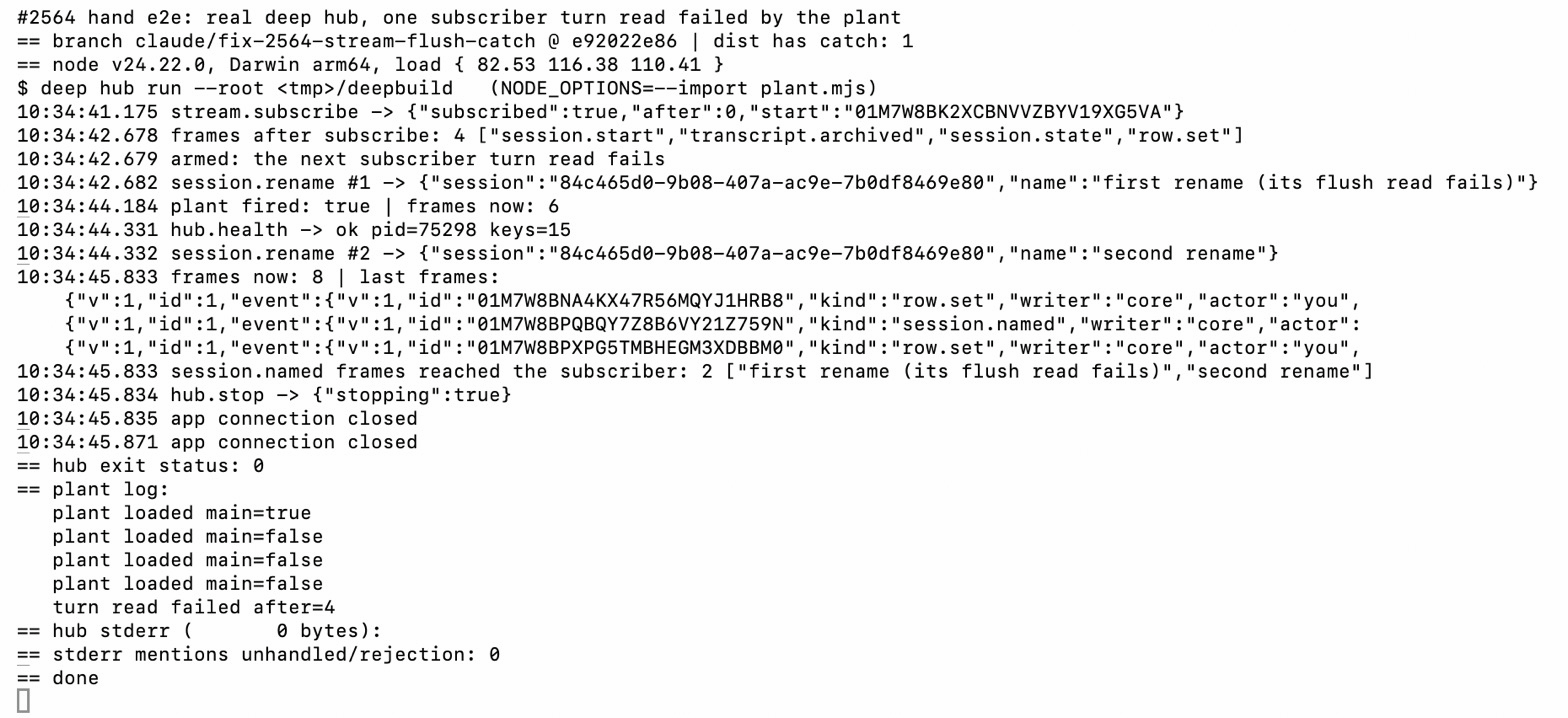 #2564 hand e2e: real deep hub, one subscriber turn read failed by the plant
== branch claude/fix-2564-stream-flush-catch @ e92022e86 | dist has catch: 1
== node v24.22.0, Darwin arm64, load { 82.53 116.38 110.41 }
$ deep hub run --root <tmp>/deepbuild   (NODE_OPTIONS=--import plant.mjs)
10:34:41.175 stream.subscribe -> {"subscribed":true,"after":0,"start":"01M7W8BK2XCBNVVZBYV19XG5VA"}
10:34:42.678 frames after subscribe: 4 ["session.start","transcript.archived","session.state","row.set"]
10:34:42.679 armed: the next subscriber turn read fails
10:34:42.682 session.rename #1 -> {"session":"84c465d0-9b08-407a-ac9e-7b0df8469e80","name":"first rename (its flush read fails)"}
10:34:44.184 plant fired: true | frames now: 6
10:34:44.331 hub.health -> ok pid=75298 keys=15
10:34:44.332 session.rename #2 -> {"session":"84c465d0-9b08-407a-ac9e-7b0df8469e80","name":"second rename"}
10:34:45.833 frames now: 8 | last frames:
    {"v":1,"id":1,"event":{"v":1,"id":"01M7W8BNA4KX47R56MQYJ1HRB8","kind":"row.set","writer":"core","actor":"you",
    {"v":1,"id":1,"event":{"v":1,"id":"01M7W8BPQBQY7Z8B6VY21Z759N","kind":"session.named","writer":"core","actor":
    {"v":1,"id":1,"event":{"v":1,"id":"01M7W8BPXPG5TMBHEGM3XDBBM0","kind":"row.set","writer":"core","actor":"you",
10:34:45.833 session.named frames reached the subscriber: 2 ["first rename (its flush read fails)","second rename"]
10:34:45.834 hub.stop -> {"stopping":true}
10:34:45.835 app connection closed
10:34:45.871 app connection closed
== hub exit status: 0
== plant log:
   plant loaded main=true
   plant loaded main=false
   plant loaded main=false
   plant loaded main=false
   turn read failed after=4
== hub stderr (       0 bytes):
== stderr mentions unhandled/rejection: 0
== done